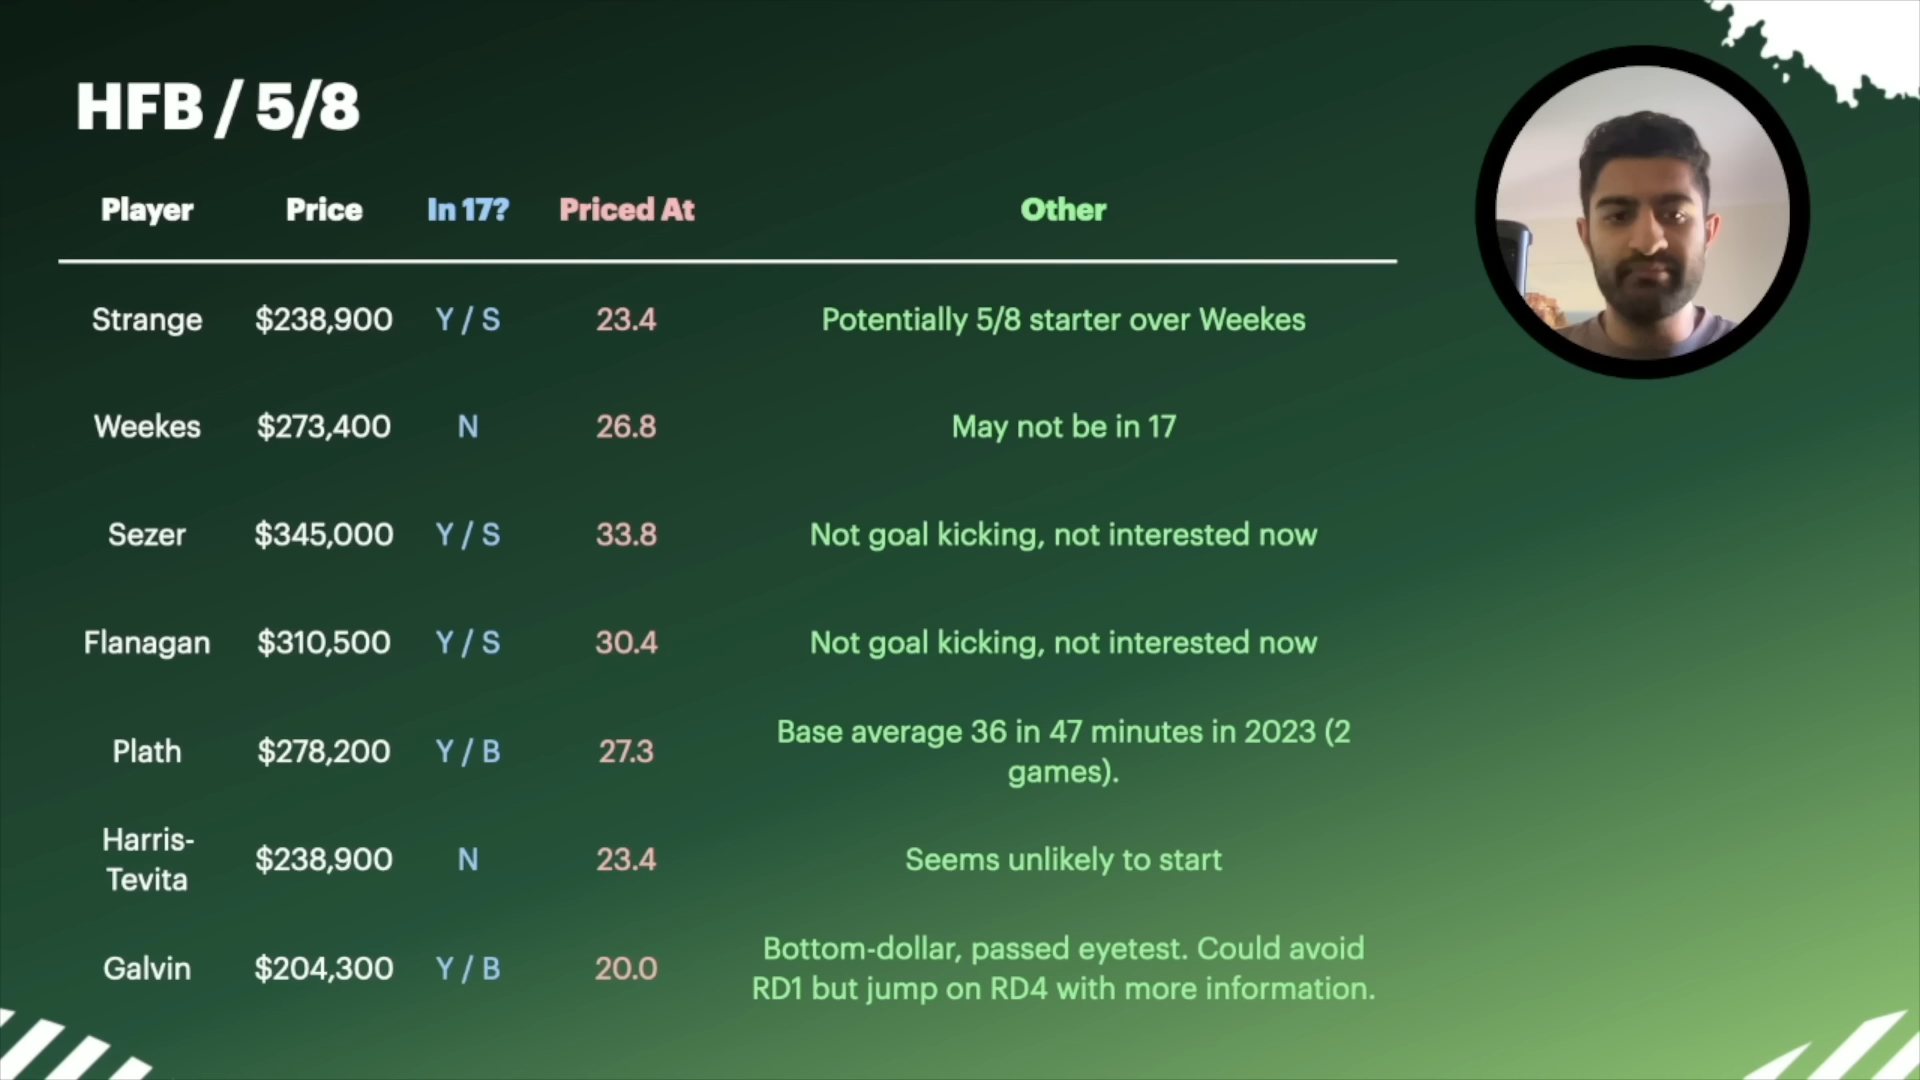 HFB / 5/8
Player Price In 17? Priced At Other
Strange $238,900 Y / S 23.4 Potentially 5/8 starter over Weekes
Weekes $273,400 N 26.8 May not be in 17
Sezer $345,000 Y / S 33.8 Not goal kicking, not interested now
Flanagan $310,500 Y / S 30.4 Not goal kicking, not interested now
Plath $278,200 Y / B 27.3 Base average 36 in 47 minutes in 2023 (2
games).
Harris-
Tevita $238,900 N 23.4 Seems unlikely to start
Galvin $204,300 Y / B 20.0 Bottom-dollar, passed eyetest. Could avoid
RD1 but jump on RD4 with more information.